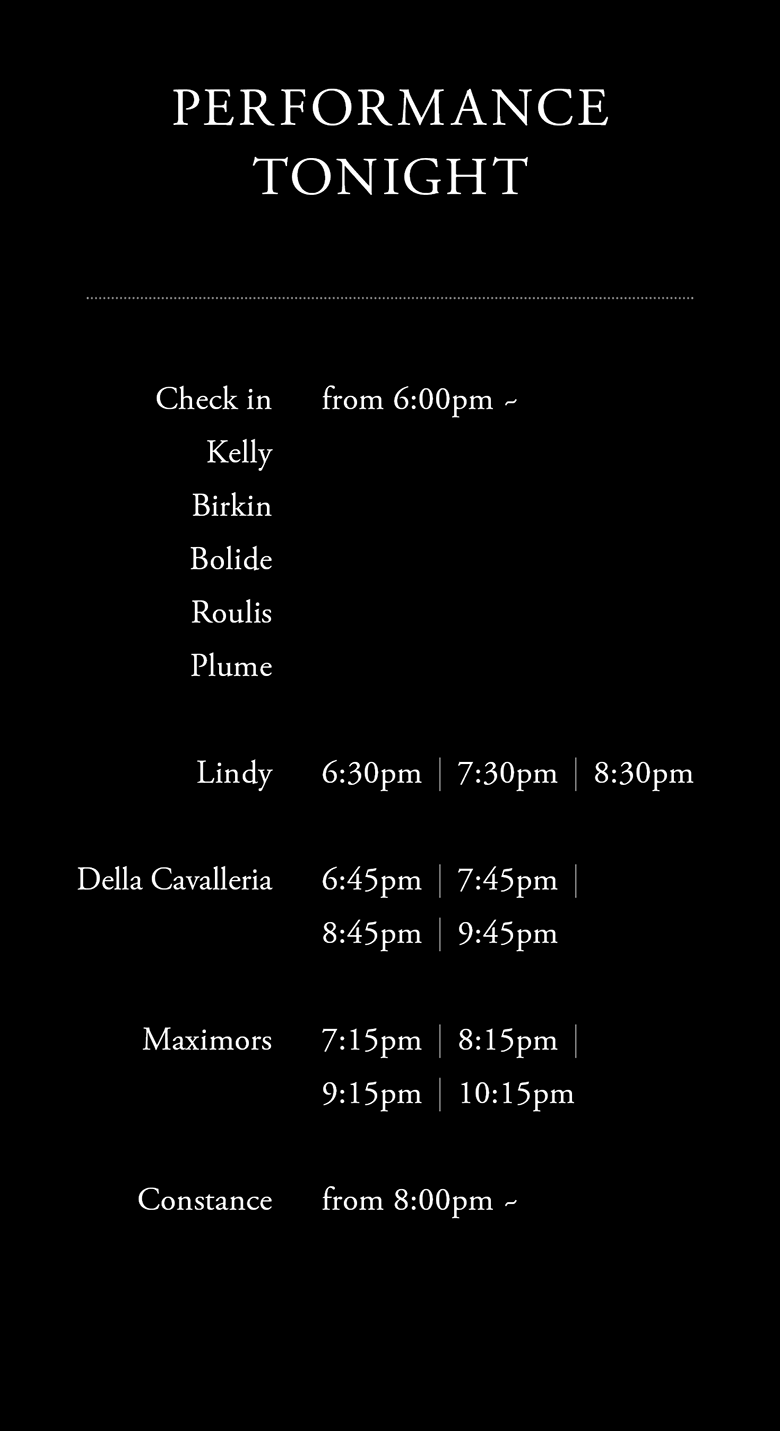 PERFORMANCE
TONIGHT
Check in from 6:00pm ~
Kelly
Birkin
Bolide
Roulis
Plume
Lindy 6:30pm | 7:30pm | 8:30pm
Della Cavalleria 6:45pm | 7:45pm |
8:45pm | 9:45pm
Maximors 7:15pm | 8:15pm |
9:15pm | 10:15pm
Constance from 8:00pm ~